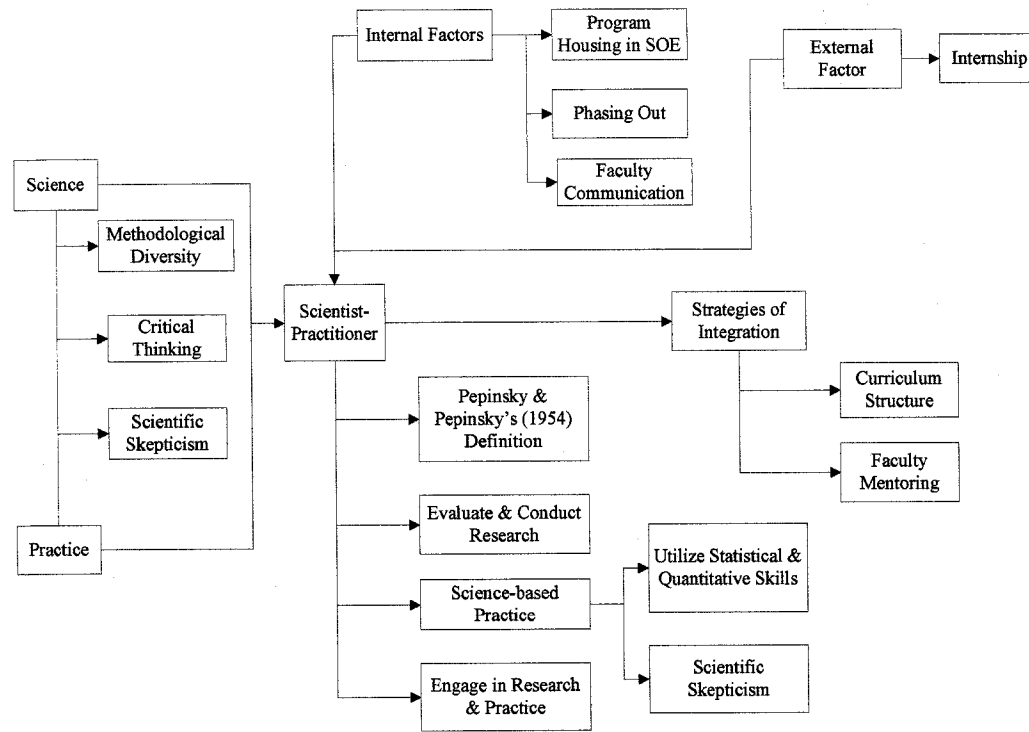 Internal Factors
Program
Housing in SOE
External
Factor
Internship
Phasing Out
Faculty
Communication
Science
Methodological
Diversity
Critical
Thinking
Scientific
Skepticism
Practice
Scientist-
Practitioner
Strategies of
Integration
Curriculum
Structure
Faculty
Mentoring
Pepinsky &
Pepinsky’s (1954)
Definition
Evaluate & Conduct
Research
Science-based
Practice
Utilize Statistical &
Quantitative Skills
Scientific
Skepticism
Engage in Research
& Practice